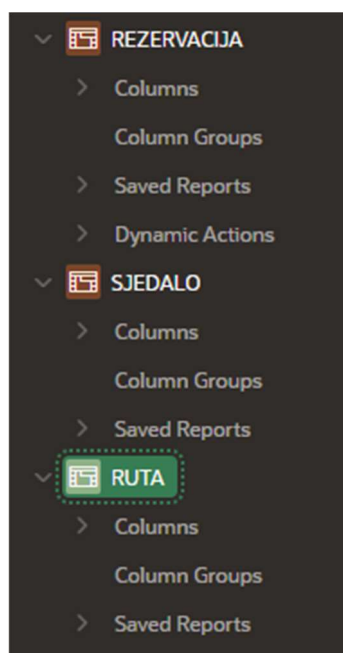 REZERVACIJA
Columns
Column Groups
Saved Reports
Dynamic Actions
SJEDALO
Columns
Column Groups
Saved Reports
RUTA
Columns
Column Groups
Saved Reports